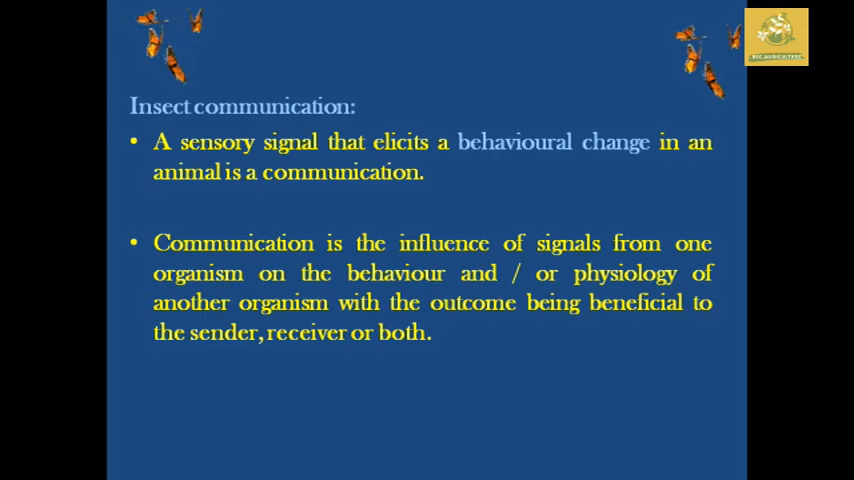 Insect communication:
• A sensory signal that elicits a behavioural change in an
animal is a communication.
• Communication is the influence of signals from one
organism on the behaviour and / or physiology of
another organism with the outcome being beneficial to
the sender, receiver or both.
BSC.AGRICULTURE